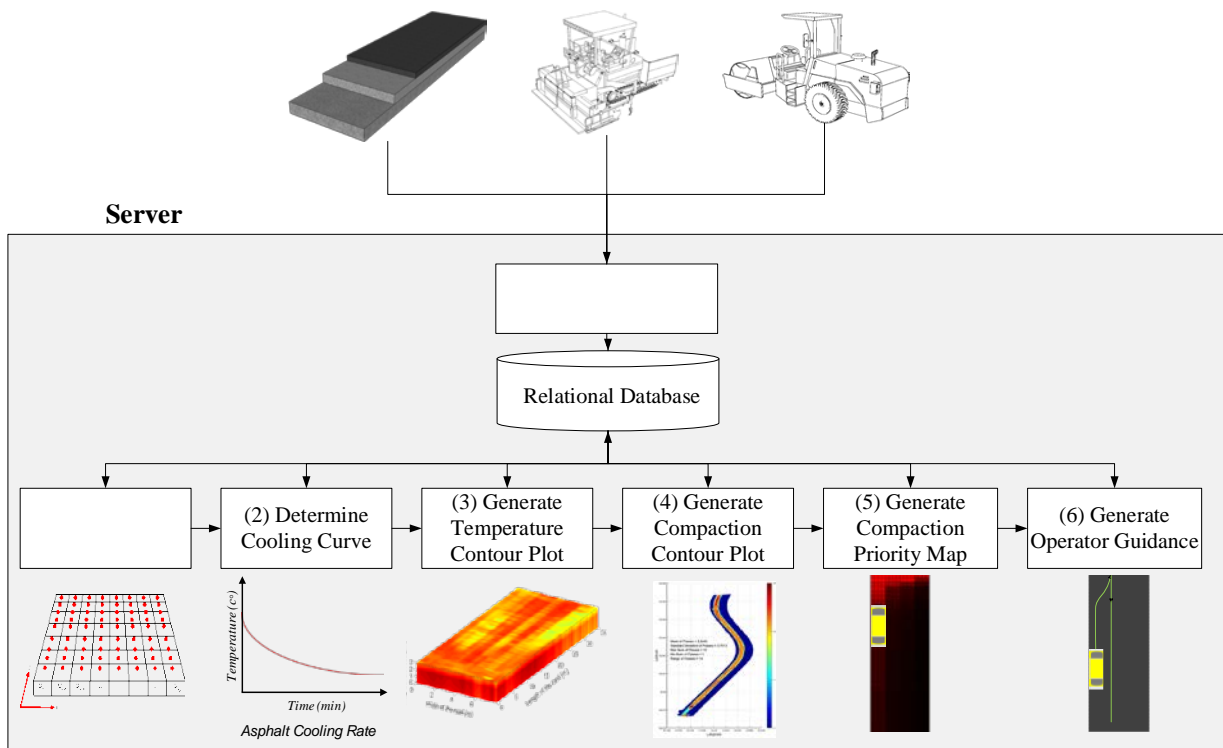 Server
Relational Database
(2) Determine
Cooling Curve
(3) Generate
Temperature
Contour Plot
(4) Generate
Compaction
Contour Plot
(5) Generate
Compaction
Priority Map
(6) Generate
Operator Guidance
Temperature (c°)
Time (min)
Asphalt Cooling Rate